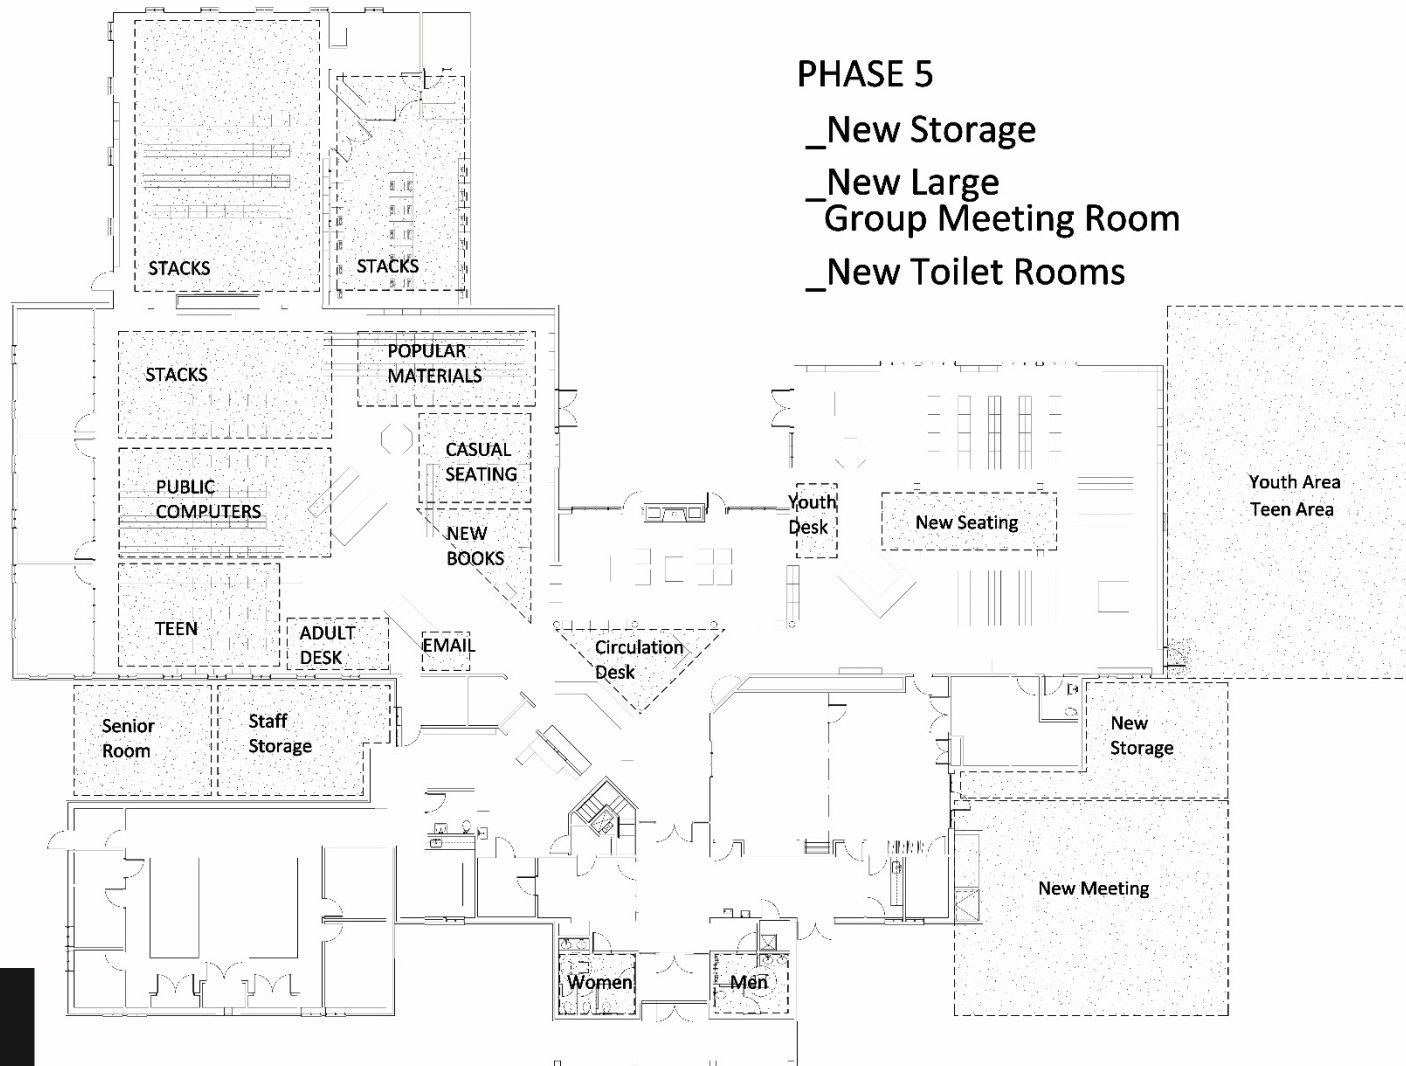 PHASE 5
_New Storage
_New Large
Group Meeting Room
_New Toilet Rooms
STACKS
STACKS
STACKS
POPULAR
MATERIALS
CASUAL
SEATING
PUBLIC
COMPUTERS
NEW
BOOKS
Youth
Desk
New Seating
Youth Area
Teen Area
TEEN
ADULT
DESK
EMAIL
Circulation
Desk
Senior
Room
Staff
Storage
New
Storage
New Meeting
Women
Men